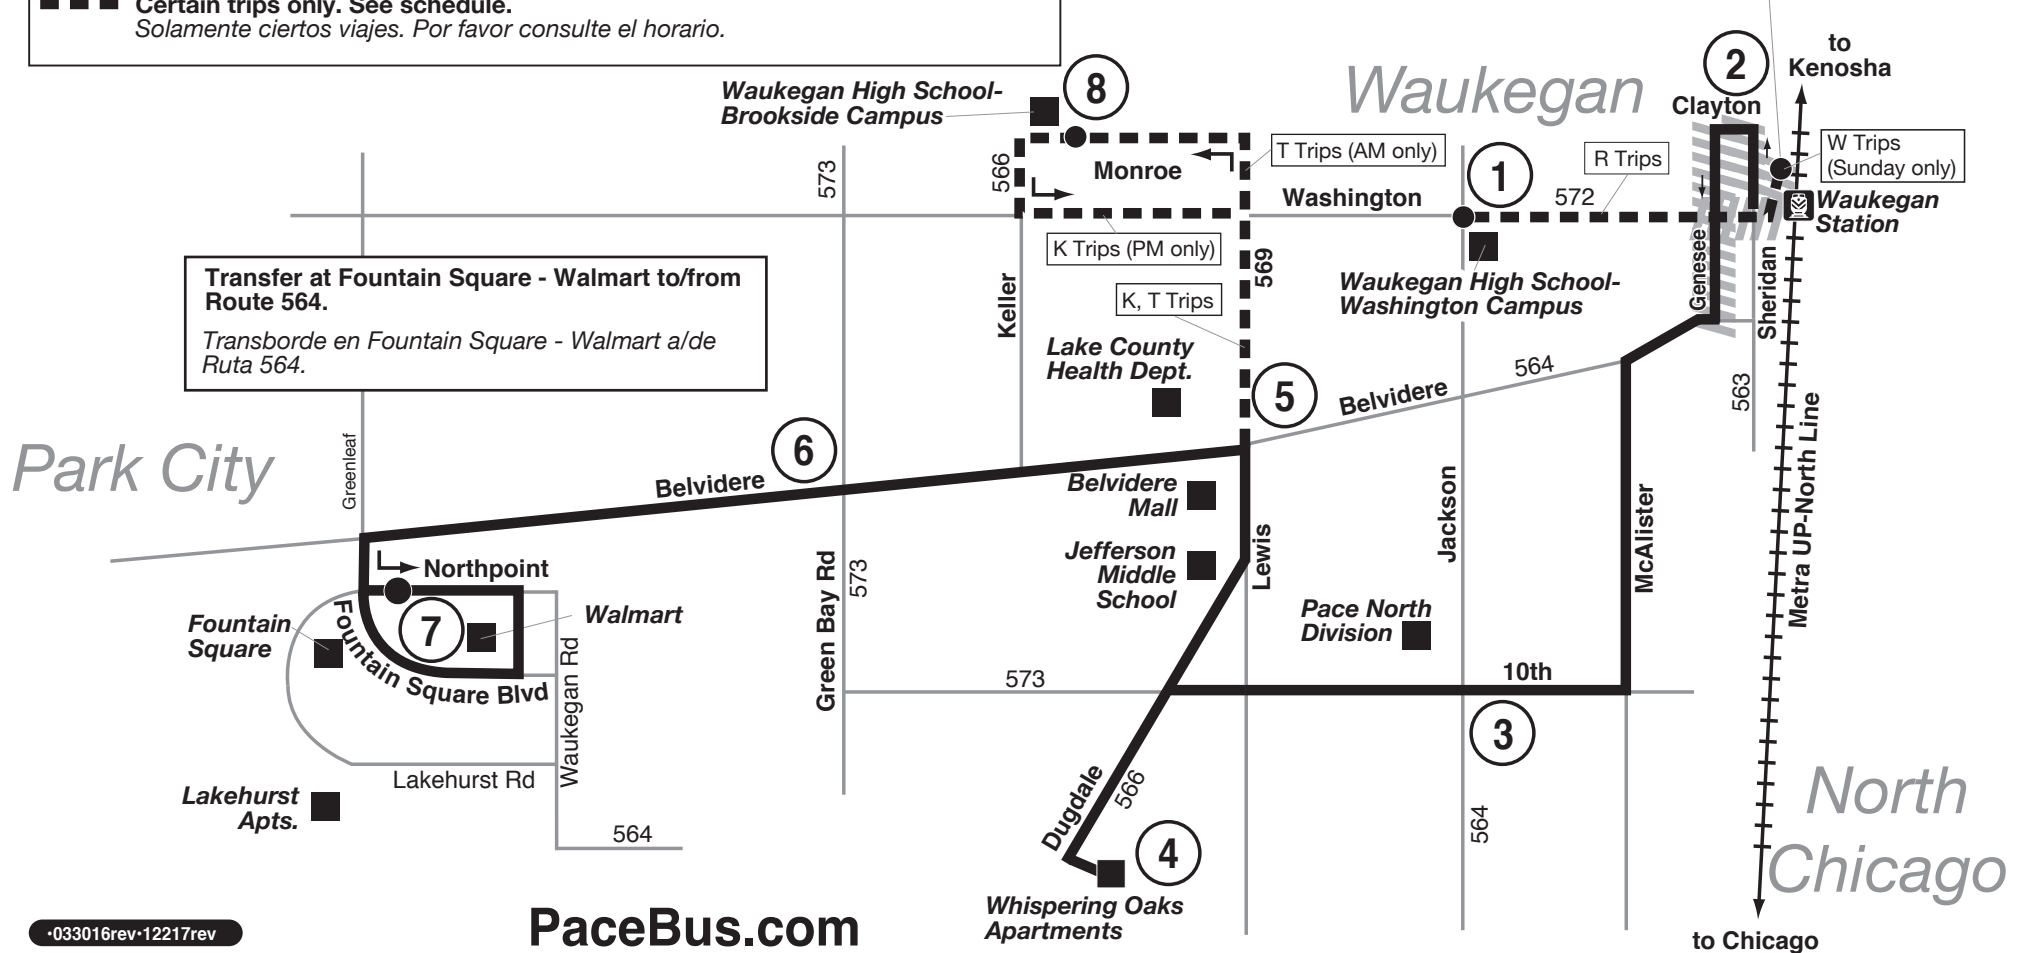 Certain trips only. See schedule.
Solamente ciertos viajes. Por favor consulte el horario.
Waukegan
2
to
Kenosha
Clayton
Waukegan High School-
Brookside Campus
8
573
566
Monroe
T Trips (AM only)
1
R Trips
W Trips
(Sunday only)
Washington
572
Waukegan
Station
K Trips (PM only)
569
Waukegan High School-
Washington Campus
Genesee
Sheridan
Transfer at Fountain Square - Walmart to/from
Route 564.
Transborde en Fountain Square - Walmart a/de
Ruta 564.
Keller
K, T Trips
Lake County
Health Dept.
5
Belvidere
564
563
Metra UP-North Line
Park City
Greenleaf
6
Belvidere
Belvidere
Mall
Jefferson
Middle
School
Lewis
Jackson
McAlister
Northpoint
Green Bay Rd
573
Fountain
Square
7
Walmart
Fountain Square Blvd
Waukegan Rd
Pace North
Division
573
10th
3
Lakehurst Rd
Lakehurst
Apts.
564
Dugdale
566
4
564
North
Chicago
Whispering Oaks
Apartments
PaceBus.com
•033016rev•12217rev
to Chicago